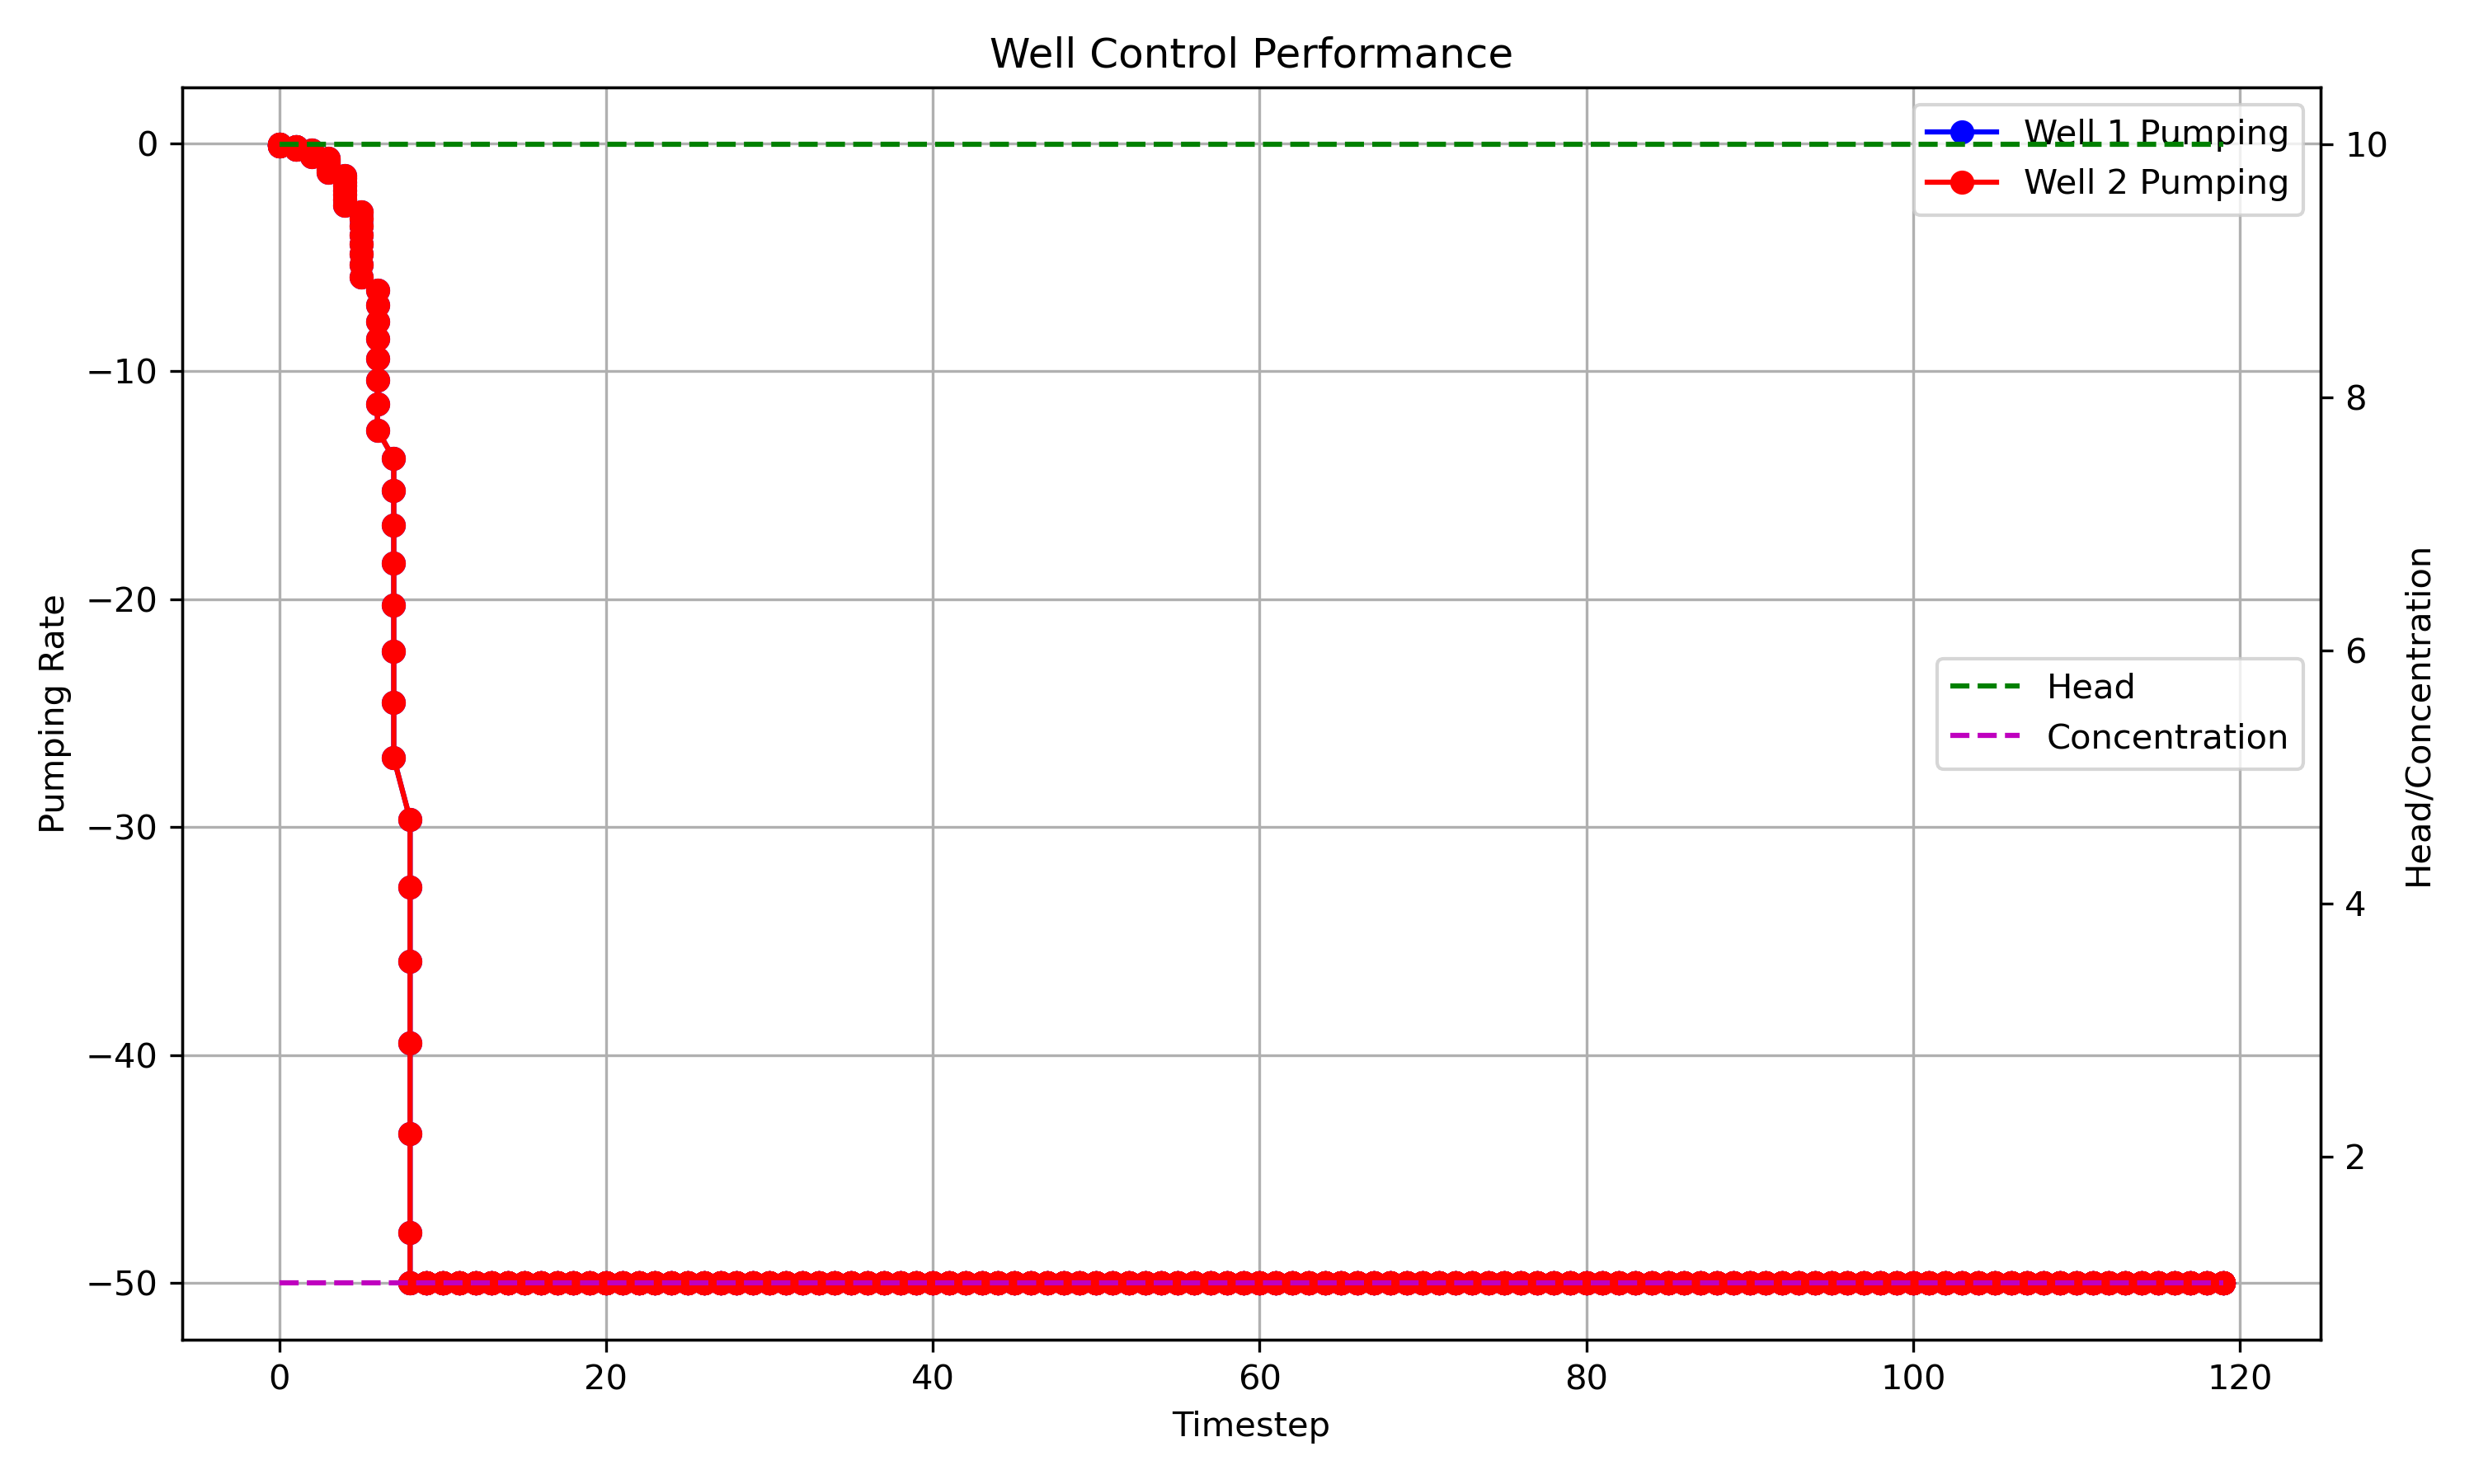 Well Control Performance
Well 1 Pumping
Well 2 Pumping
Head
Concentration
Pumping Rate
0
−10
−20
−30
−40
−50
Head/Concentration
10
8
6
4
2
0 20 40 60 80 100 120
Timestep